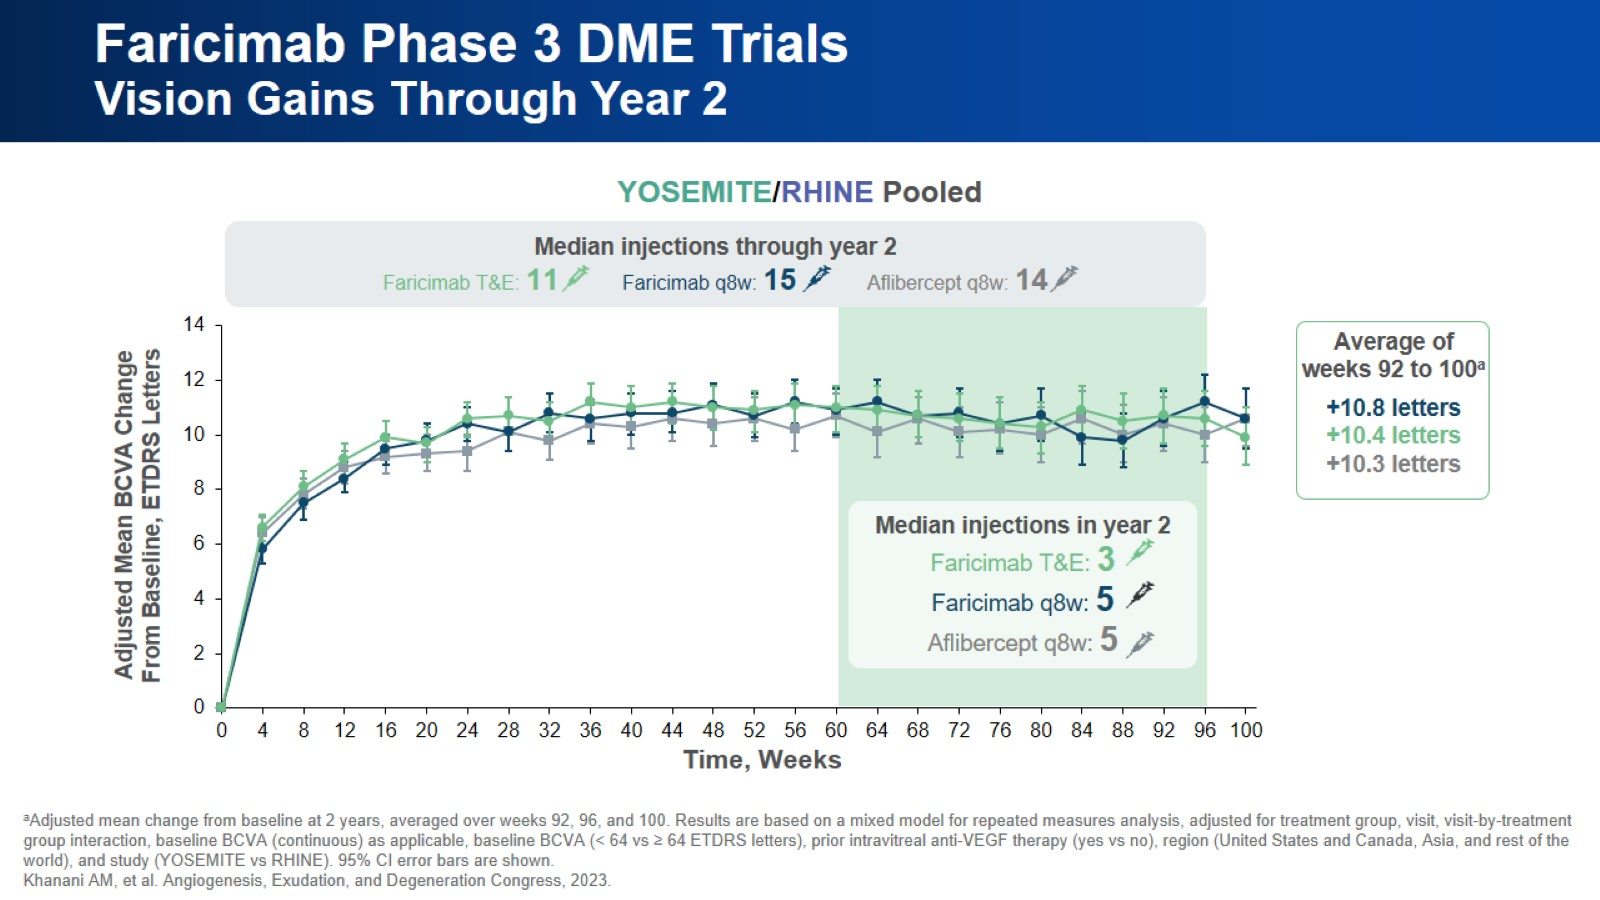 Faricimab Phase 3 DME Trials
Vision Gains Through Year 2
YOSEMITE/RHINE Pooled
Median injections through year 2
Faricimab T&E: 11 Faricimab q8w: 15 Aflibercept q8w: 14
Adjusted Mean BCVA Change
From Baseline, ETDRS Letters
14
12
10
8
6
4
2
0
Median injections in year 2
Faricimab T&E: 3
Faricimab q8w: 5
Aflibercept q8w: 5
0 4 8 12 16 20 24 28 32 36 40 44 48 52 56 60 64 68 72 76 80 84 88 92 96 100
Time, Weeks
Average of
weeks 92 to 100ᵃ
+10.8 letters
+10.4 letters
+10.3 letters
ᵃAdjusted mean change from baseline at 2 years, averaged over weeks 92, 96, and 100. Results are based on a mixed model for repeated measures analysis, adjusted for treatment group, visit, visit-by-treatment
group interaction, baseline BCVA (continuous) as applicable, baseline BCVA (< 64 vs ≥ 64 ETDRS letters), prior intravitreal anti-VEGF therapy (yes vs no), region (United States and Canada, Asia, and rest of the
world), and study (YOSEMITE vs RHINE). 95% CI error bars are shown.
Khanani AM, et al. Angiogenesis, Exudation, and Degeneration Congress, 2023.